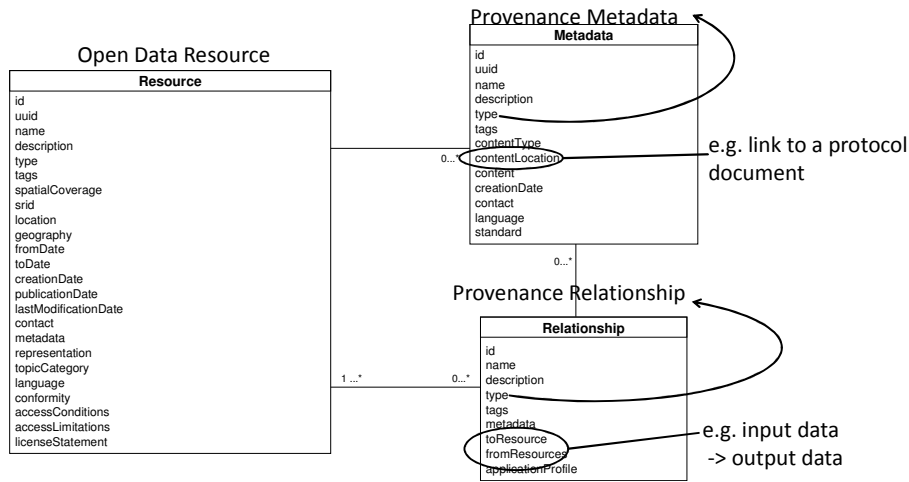 Open Data Resource
Resource
id
uuid
name
description
type
tags
spatialCoverage
srid
location
geography
fromDate
toDate
creationDate
publicationDate
lastModificationDate
contact
metadata
representation
topicCategory
language
conformity
accessConditions
accessLimitations
licenseStatement
Provenance Metadata
Metadata
id
uuid
name
description
type
tags
contentType
contentLocation
content
creationDate
contact
language
standard
0...*
e.g. link to a protocol
document
0...*
Provenance Relationship
Relationship
id
name
description
type
tags
metadata
toResource
fromResources
applicationProfile
1 ...*
0...*
e.g. input data
-> output data